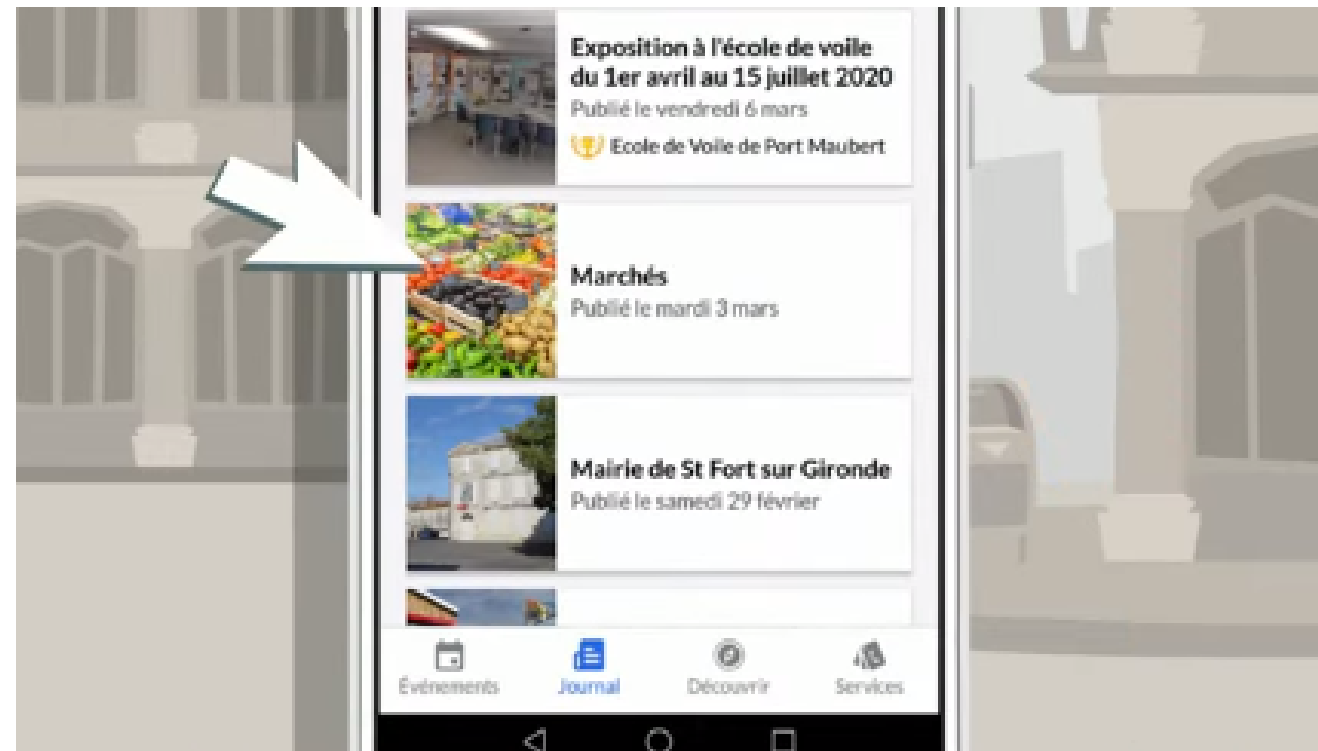 Exposition à l'école de voile
du 1er avril au 15 juillet 2020
Publié le vendredi 6 mars
Ecole de Voile de Port Maubert
Marchés
Publié le mardi 3 mars
Mairie de St Fort sur Gironde
Publié le samedi 29 février
Evénements Journal Découvrir Services